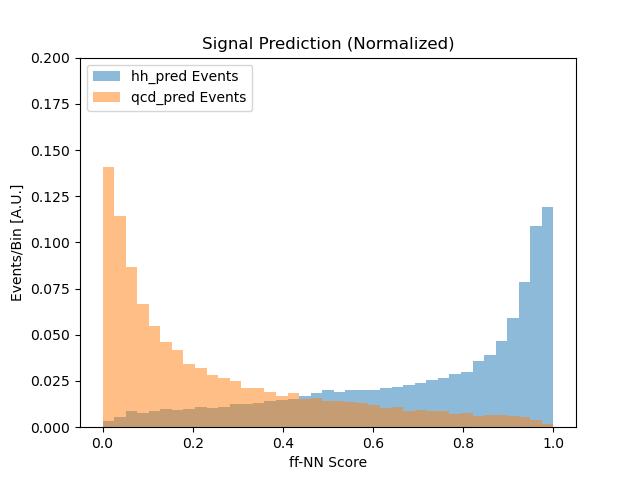 Signal Prediction (Normalized)
hh_pred Events
qcd_pred Events
0.200
0.175
0.150
0.125
0.100
0.075
0.050
0.025
0.000
Events/Bin [A.U.]
0.0 0.2 0.4 0.6 0.8 1.0
ff-NN Score